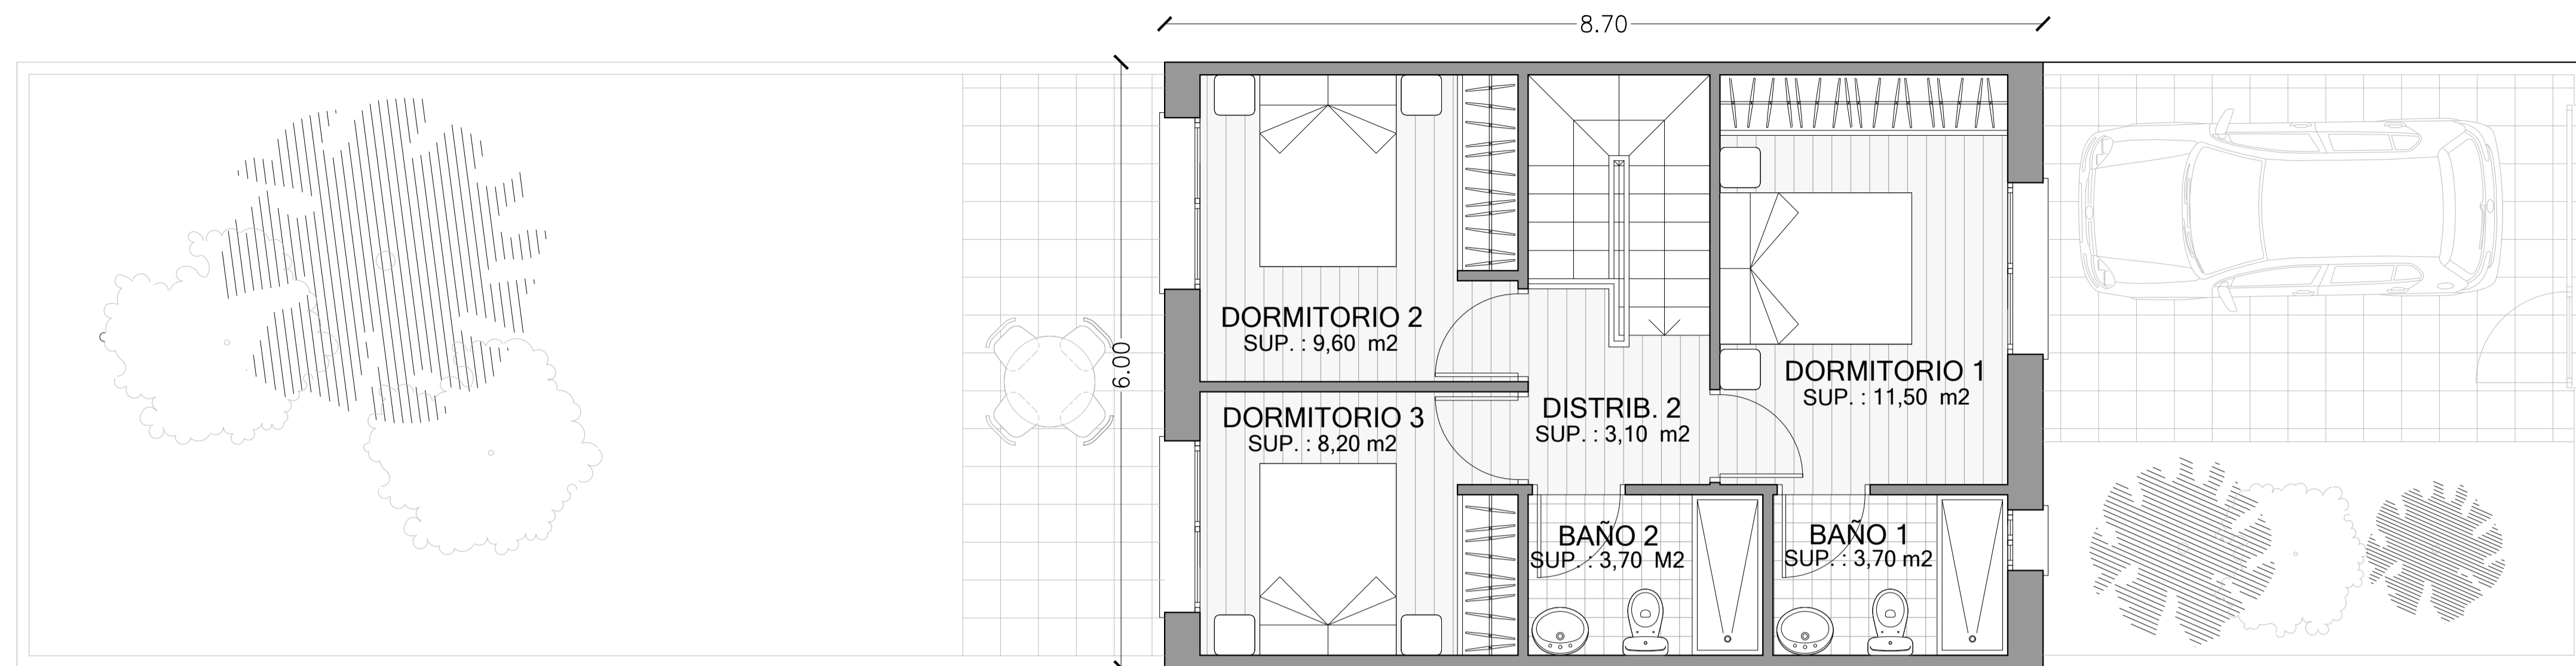 8.70
6.00
DORMITORIO 2
SUP. : 9,60 m2
DORMITORIO 1
SUP. : 11,50 m2
DORMITORIO 3
SUP. : 8,20 m2
DISTRIB. 2
SUP. : 3,10 m2
BAÑO 2
SUP. : 3,70 M2
BAÑO 1
SUP. : 3,70 m2